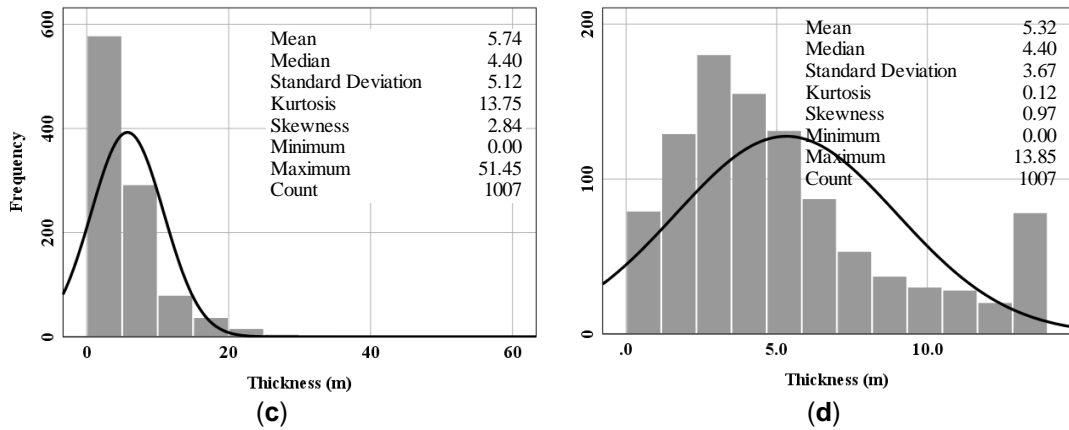 600
400
200
0
Frequency
Mean 5.74
Median 4.40
Standard Deviation 5.12
Kurtosis 13.75
Skewness 2.84
Minimum 0.00
Maximum 51.45
Count 1007
0 20 40 60
Thickness (m)
(c)
200
100
0
Mean 5.32
Median 4.40
Standard Deviation 3.67
Kurtosis 0.12
Skewness 0.97
Minimum 0.00
Maximum 13.85
Count 1007
.0 5.0 10.0
Thickness (m)
(d)